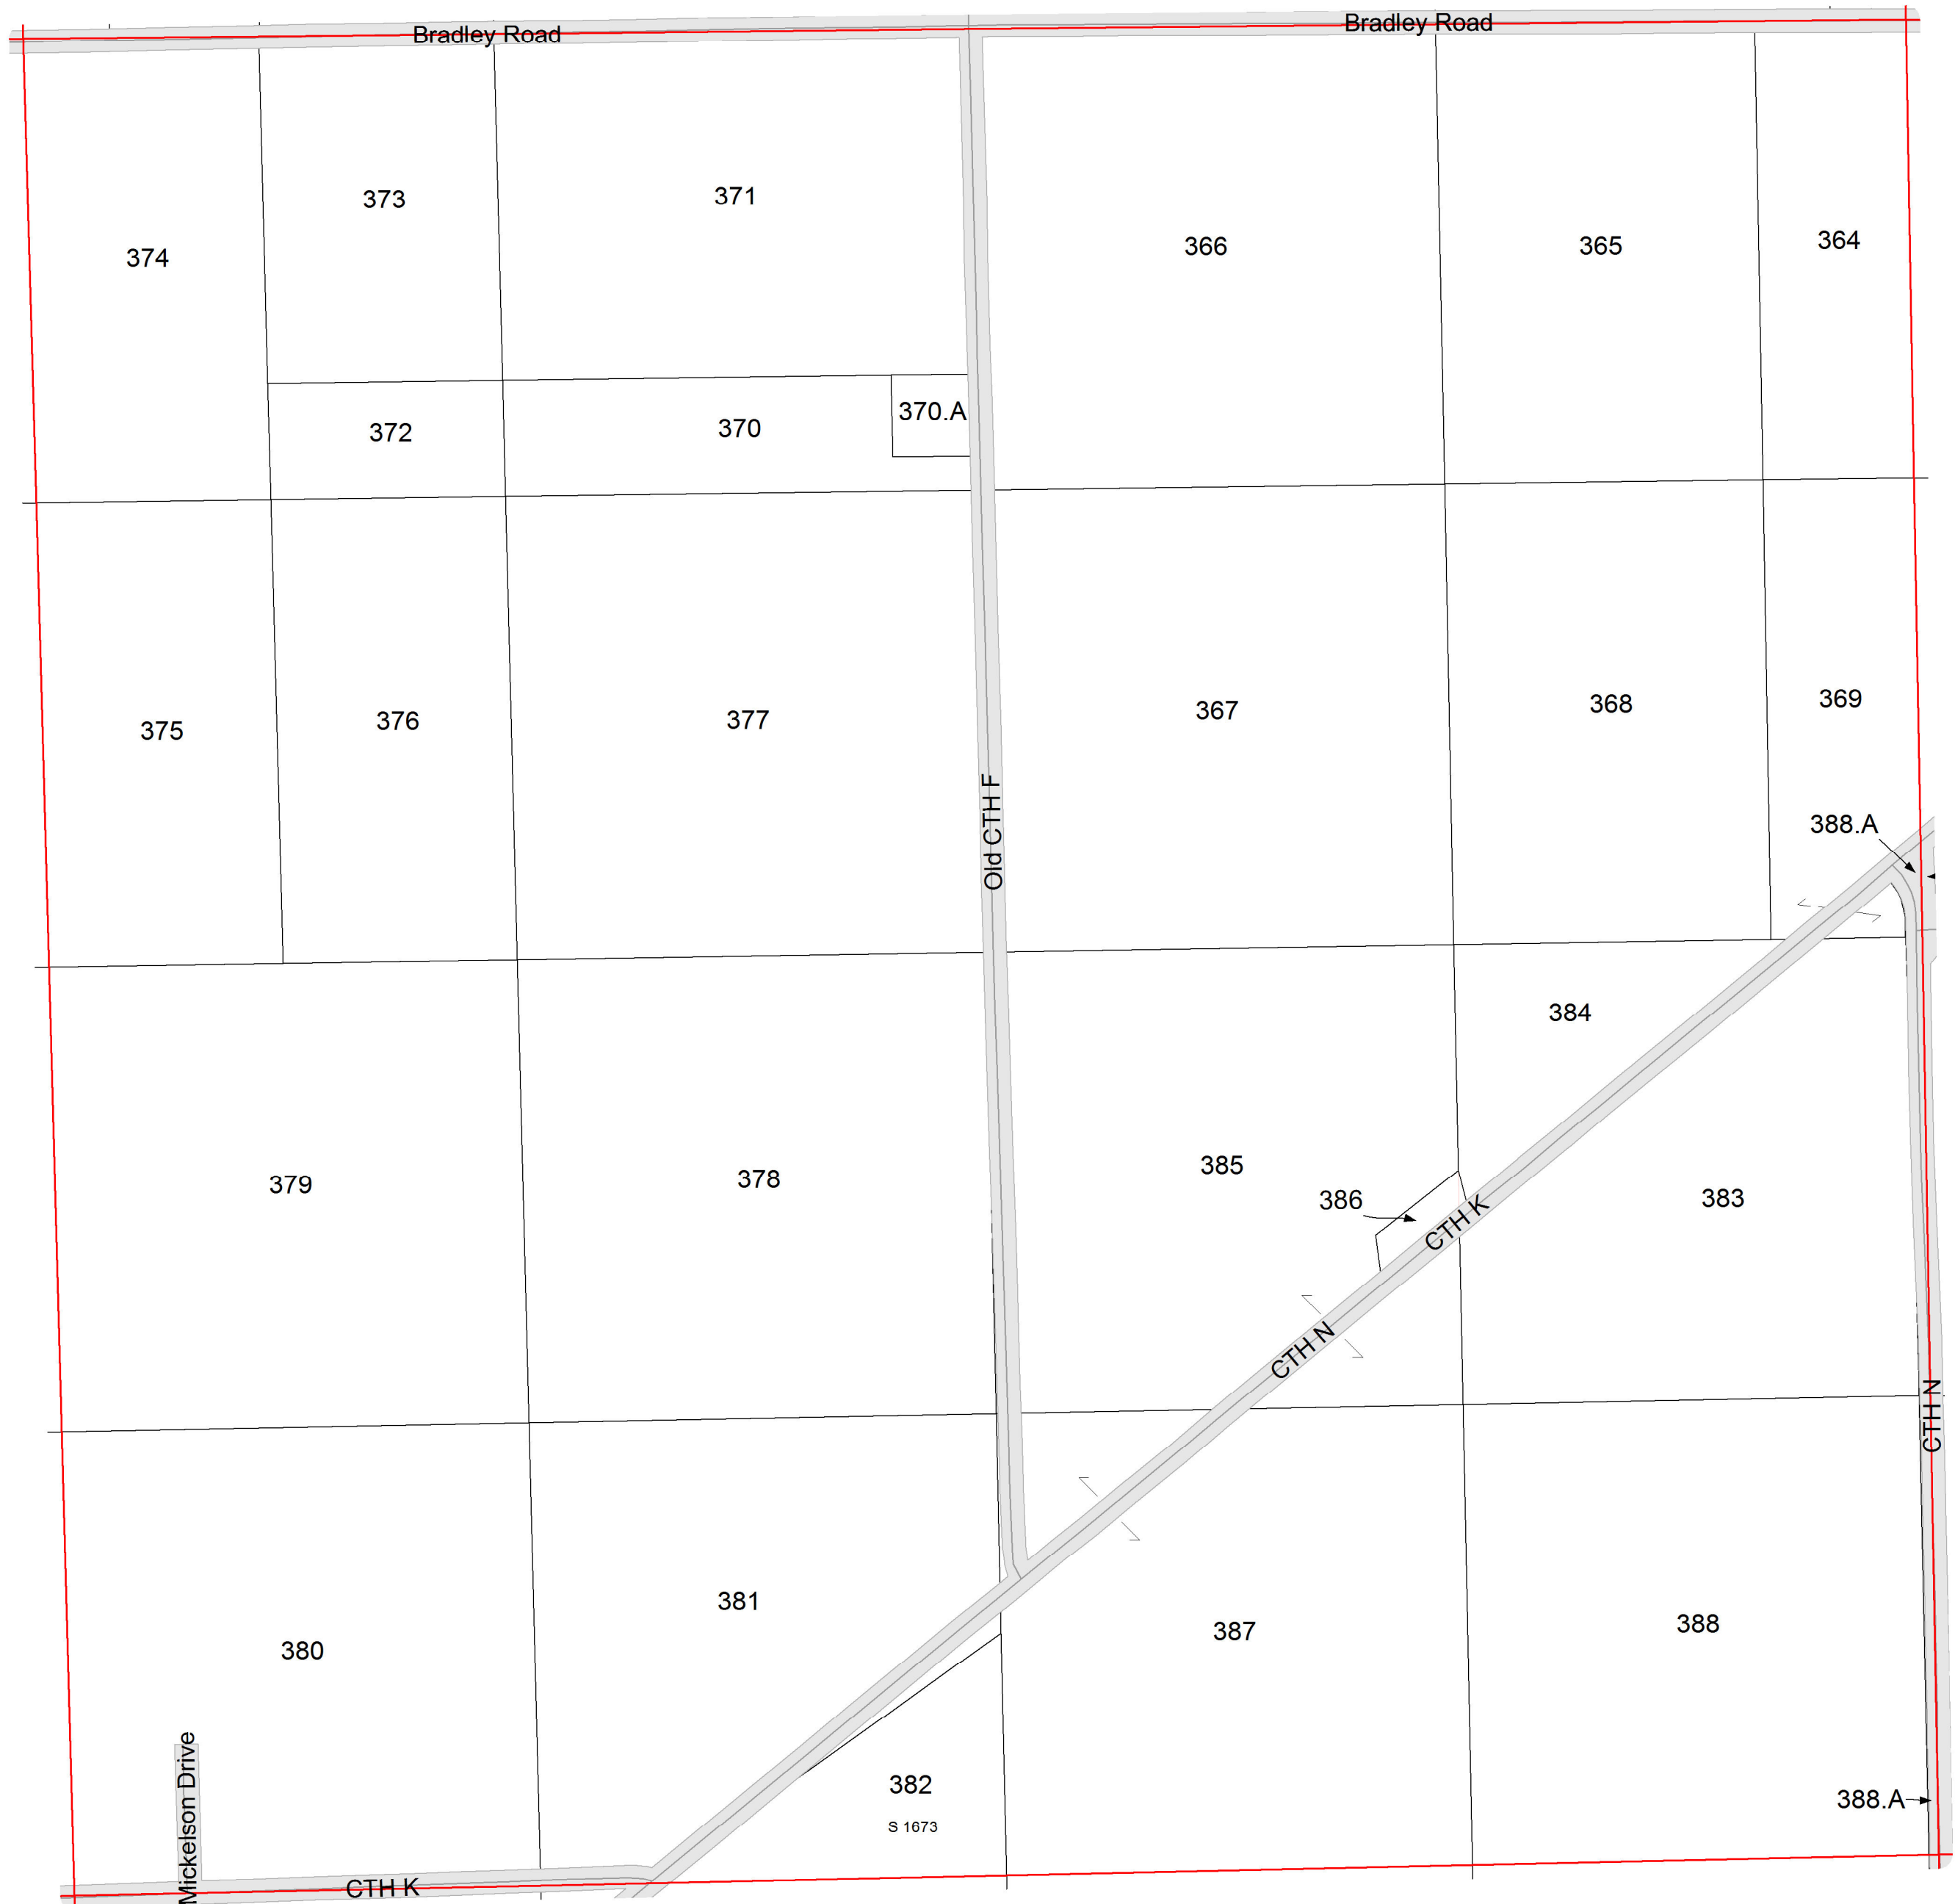 Bradley Road
Bradley Road
373
371
374
366
365
364
372
370
370.A
375
376
377
367
368
369
388.A
Old CTH F
384
379
378
385
386
CTH K
383
CTH N
CTH N
380
381
387
388
Mickelson Drive
382
S 1673
388.A
CTH K